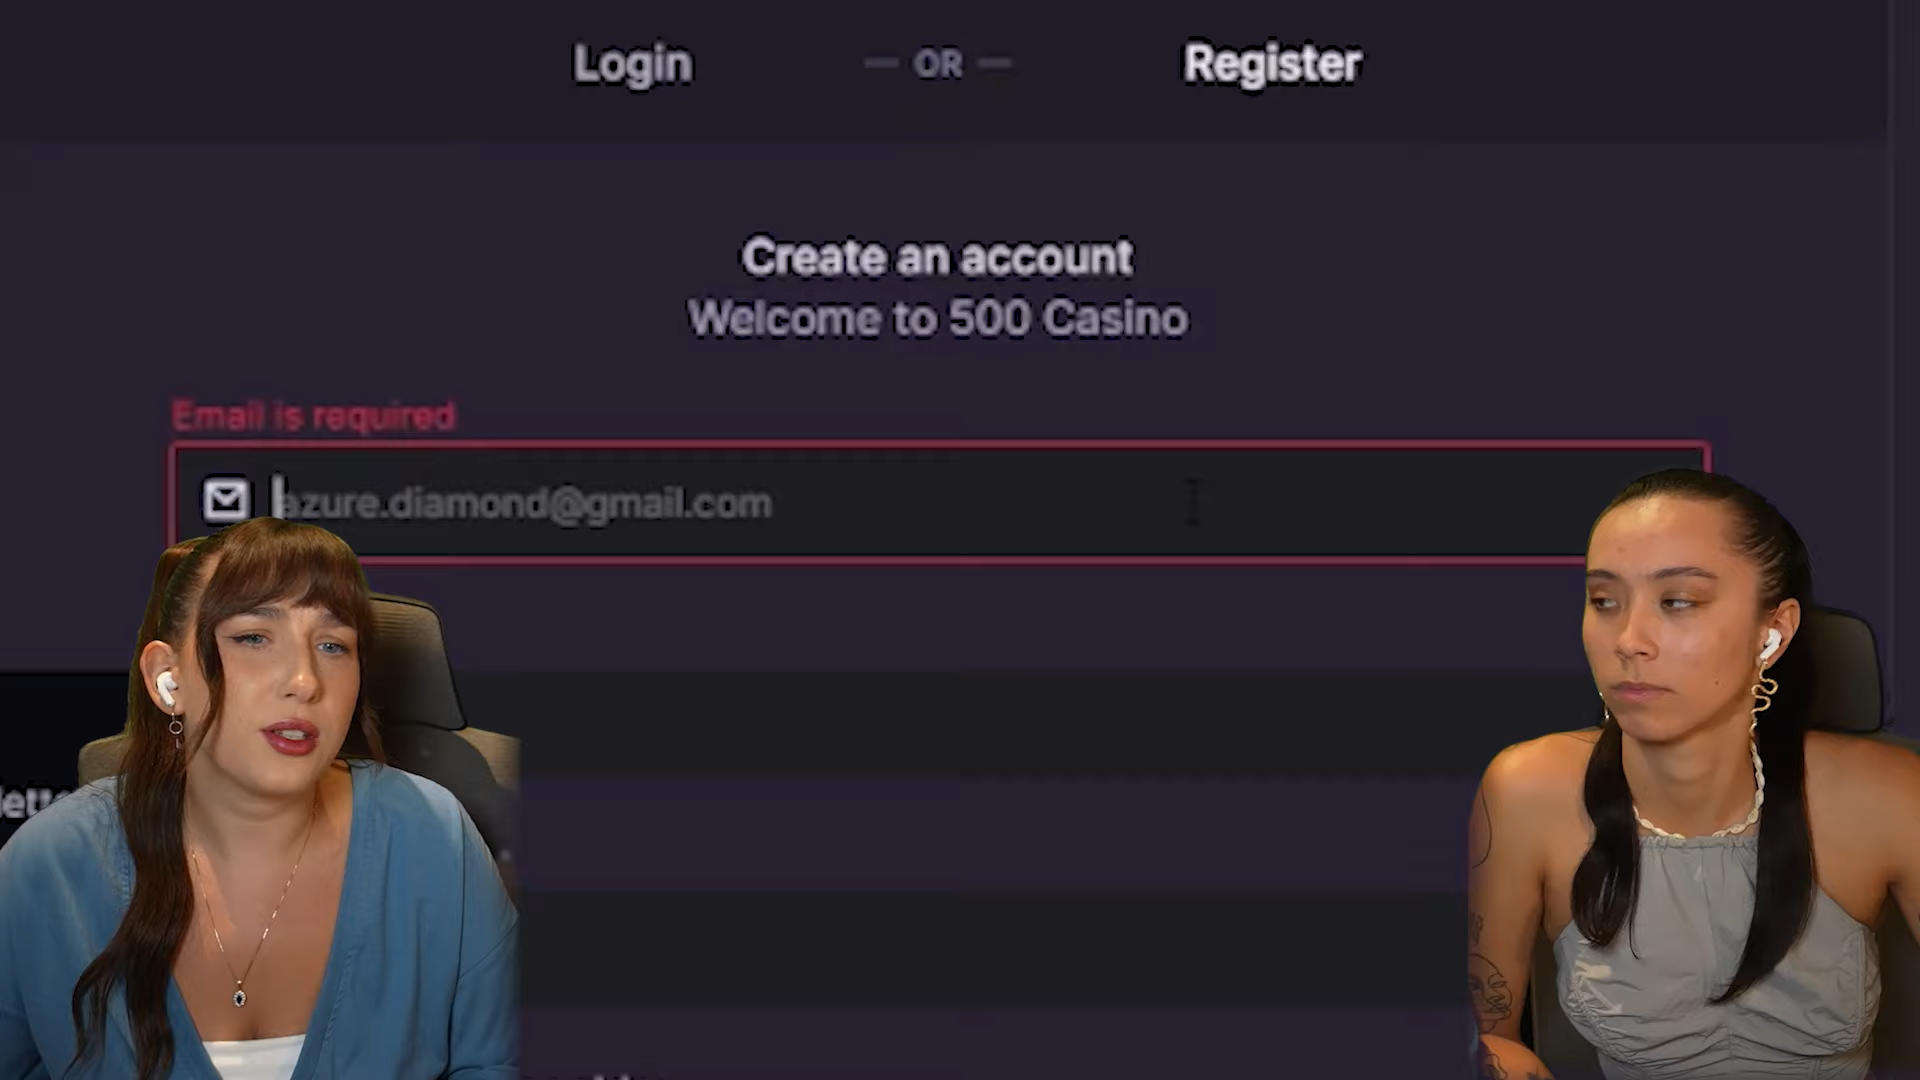 Login
OR
Register
Create an account
Welcome to 500 Casino
Email is required
azure.diamond@gmail.com